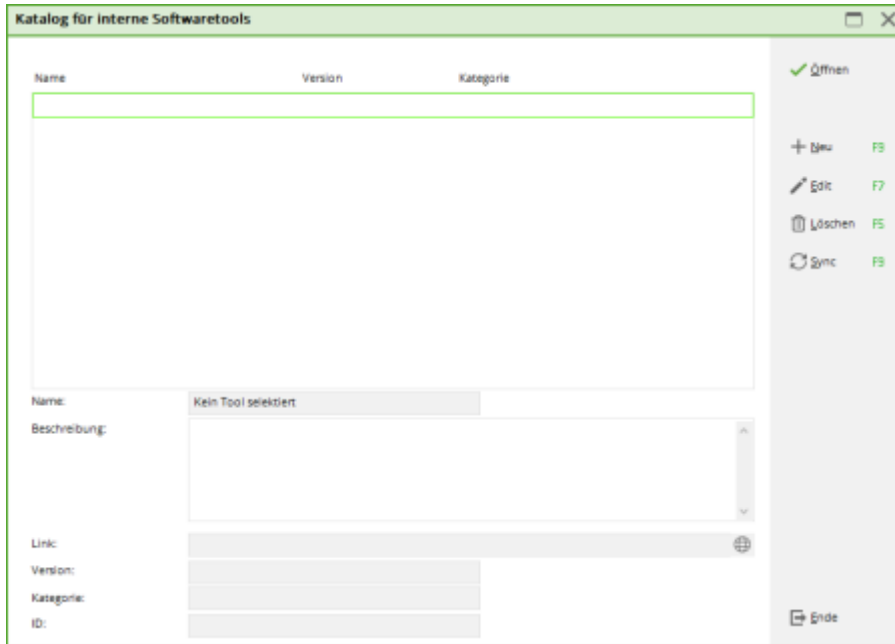 Katalog für interne Softwaretools
Name Version Kategorie
Öffnen
Neu F9
Edit F7
Löschen F5
Sync F9
Name: Kein Tool selektiert
Beschreibung:
Link:
Version:
Kategorie:
ID:
Ende